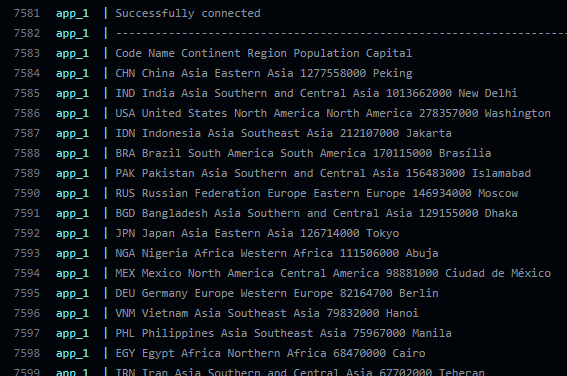 7581 app_1 | Successfully connected
7582 app_1 | --------------------------------------------------------------------
7583 app_1 | Code Name Continent Region Population Capital
7584 app_1 | CHN China Asia Eastern Asia 1277558000 Peking
7585 app_1 | IND India Asia Southern and Central Asia 1013662000 New Delhi
7586 app_1 | USA United States North America North America 278357000 Washington
7587 app_1 | IDN Indonesia Asia Southeast Asia 212107000 Jakarta
7588 app_1 | BRA Brazil South America South America 170115000 Brasília
7589 app_1 | PAK Pakistan Asia Southern and Central Asia 156483000 Islamabad
7590 app_1 | RUS Russian Federation Europe Eastern Europe 146934000 Moscow
7591 app_1 | BGD Bangladesh Asia Southern and Central Asia 129155000 Dhaka
7592 app_1 | JPN Japan Asia Eastern Asia 126714000 Tokyo
7593 app_1 | NGA Nigeria Africa Western Africa 111506000 Abuja
7594 app_1 | MEX Mexico North America Central America 98881000 Ciudad de México
7595 app_1 | DEU Germany Europe Western Europe 82164700 Berlin
7596 app_1 | VNM Vietnam Asia Southeast Asia 79832000 Hanoi
7597 app_1 | PHL Philippines Asia Southeast Asia 75967000 Manila
7598 app_1 | EGY Egypt Africa Northern Africa 68470000 Cairo
7599 app_1 | IRN Iran Asia Southern and Central Asia 67702000 Teheran